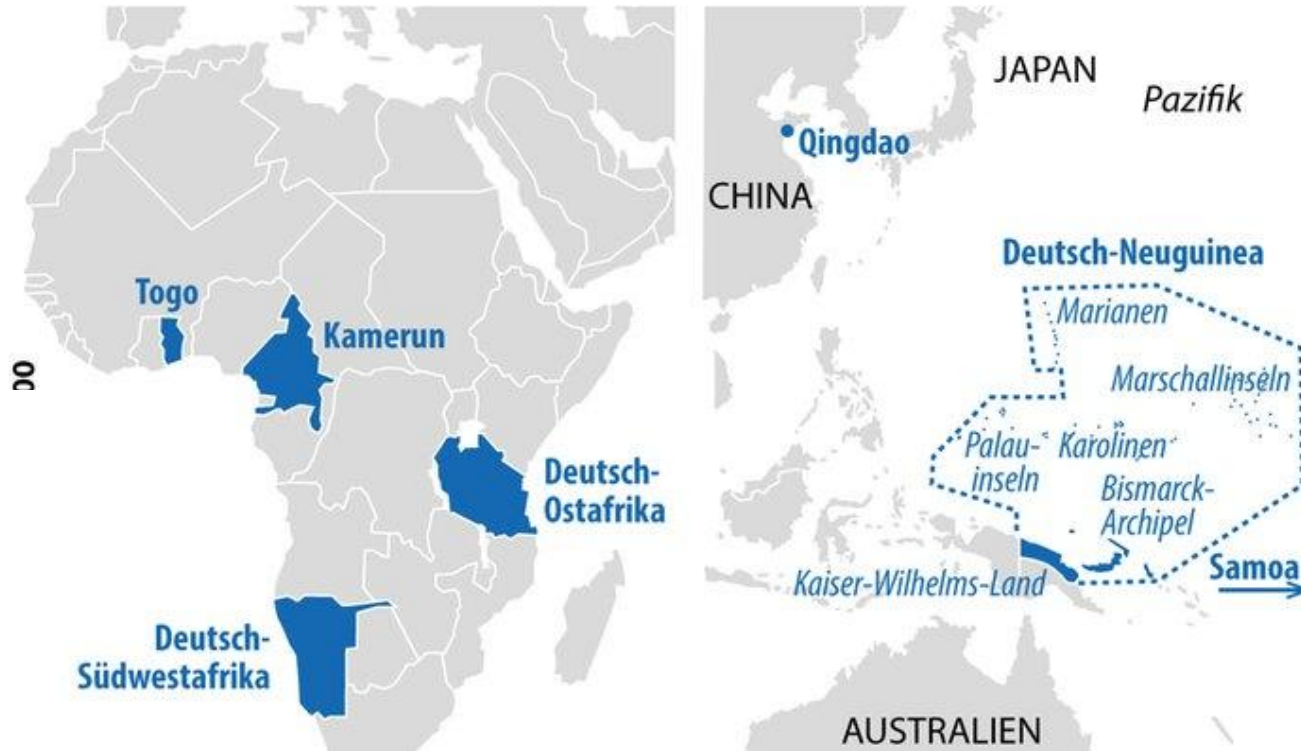 Togo
Kamerun
Deutsch-
Ostafrika
Deutsch-
Südwestafrika
JAPAN
Pazifik
Qingdao
CHINA
Deutsch-Neuguinea
Marianen
Marschallinseln
Palau-
inseln
Karolinen
Bismarck-
Archipel
Kaiser-Wilhelms-Land
Samoa
AUSTRALIEN